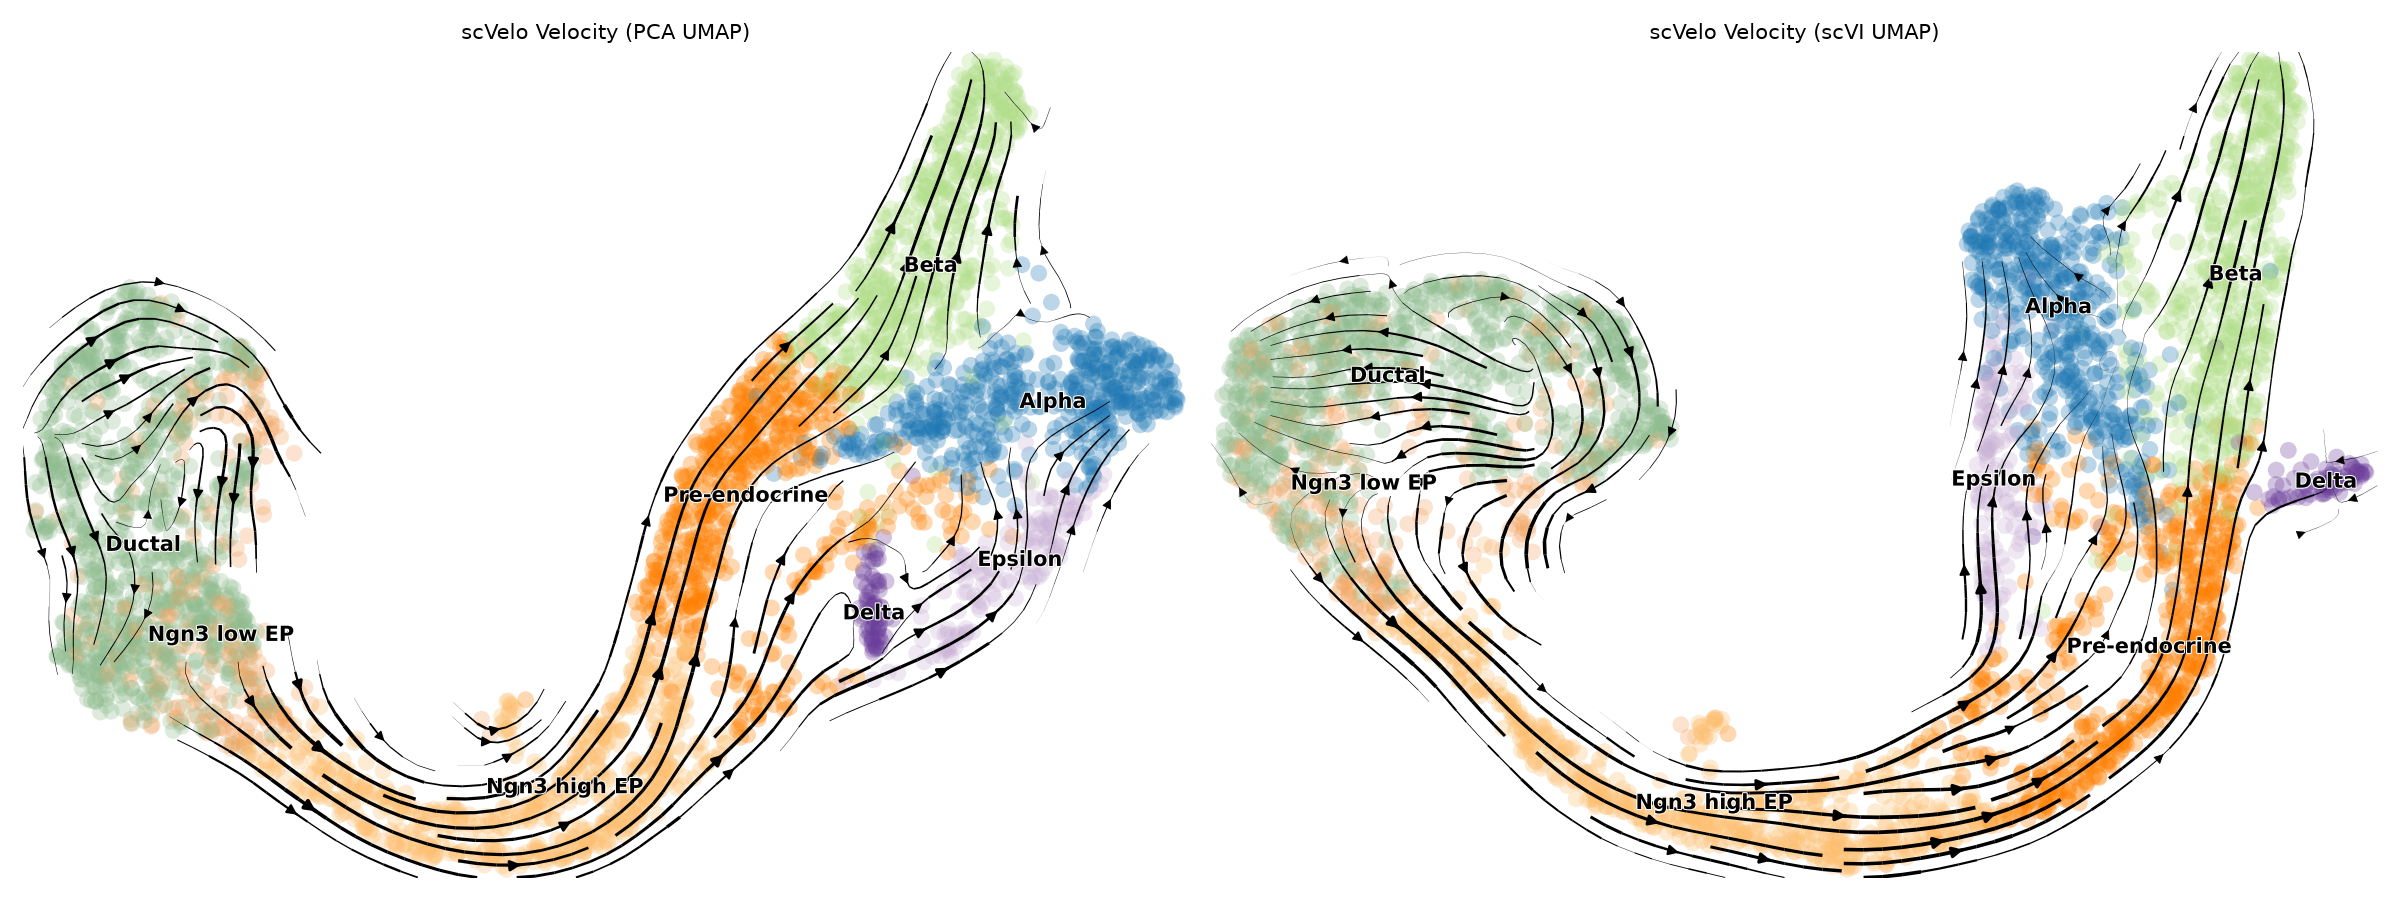 scVelo Velocity (PCA UMAP)
Beta
Alpha
Pre-endocrine
Ductal
Epsilon
Delta
Ngn3 low EP
Ngn3 high EP
scVelo Velocity (scVI UMAP)
Beta
Alpha
Ductal
Epsilon
Delta
Ngn3 low EP
Pre-endocrine
Ngn3 high EP